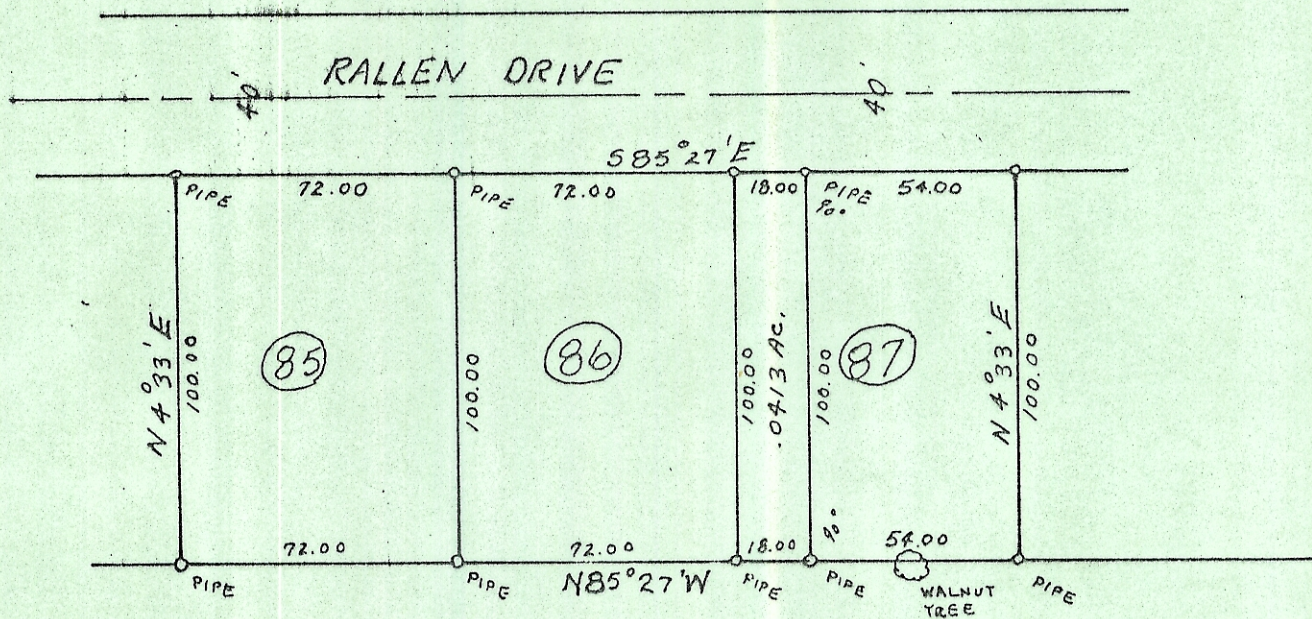 RALLEN DRIVE
40'
40'
S85°27'E
PIPE
72.00
PIPE
72.00
18.00
PIPE
90°
54.00
N4°33'E
100.00
85
100.00
86
100.00
.0413 AC.
100.00
87
N4°33'E
100.00
72.00
72.00
18.00
90°
54.00
PIPE
PIPE
N85°27'W
PIPE
PIPE
WALNUT
TREE
PIPE